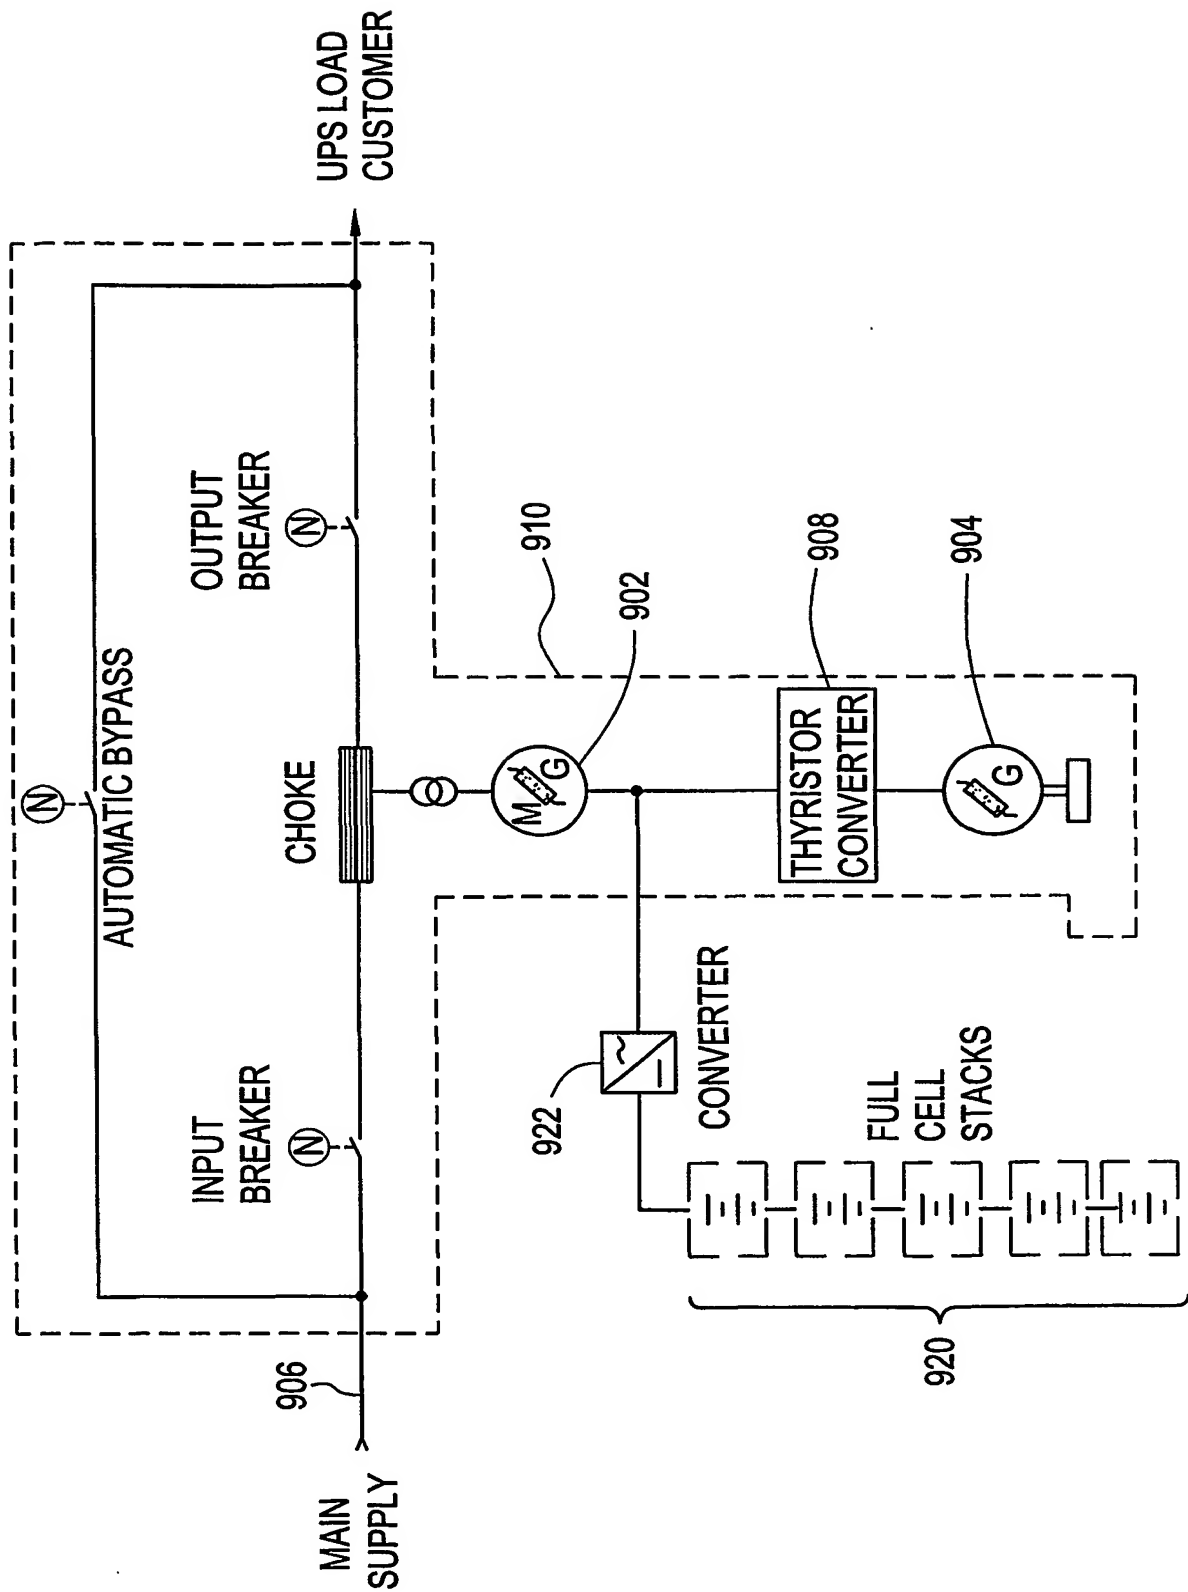 AUTOMATIC BYPASS
N
INPUT
BREAKER
N
OUTPUT
BREAKER
N
CHOKE
MAIN
SUPPLY
906
UPS LOAD
CUSTOMER
910
M
G
902
922
CONVERTER
THYRISTOR
CONVERTER
908
G
904
FULL
CELL
STACKS
920